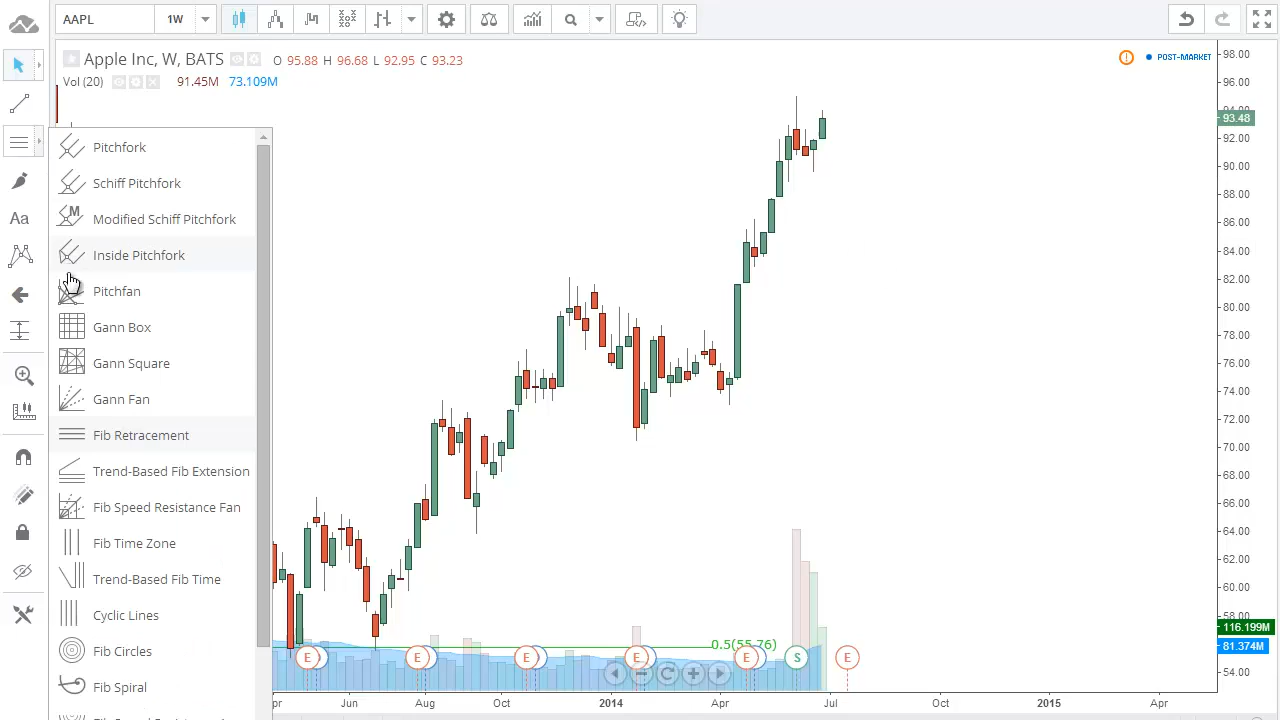 AAPL 1W
Apple Inc, W, BATS O 95.88 H 96.68 L 92.95 C 93.23
POST-MARKET
Vol (20) 91.45M 73.109M
Pitchfork
Schiff Pitchfork
M Modified Schiff Pitchfork
Inside Pitchfork
Pitchfan
Gann Box
Gann Square
Gann Fan
Fib Retracement
Trend-Based Fib Extension
Fib Speed Resistance Fan
Fib Time Zone
Trend-Based Fib Time
Cyclic Lines
Fib Circles
Fib Spiral
Aa
98.00
96.00
94.00
93.48
92.00
90.00
88.00
86.00
84.00
82.00
80.00
78.00
76.00
74.00
72.00
70.00
68.00
66.00
64.00
62.00
60.00
58.00
116.199M
81.374M
54.00
0.5(55.76)
E E E E E S E
Jun Aug Oct 2014 Apr Jul Oct 2015 Apr